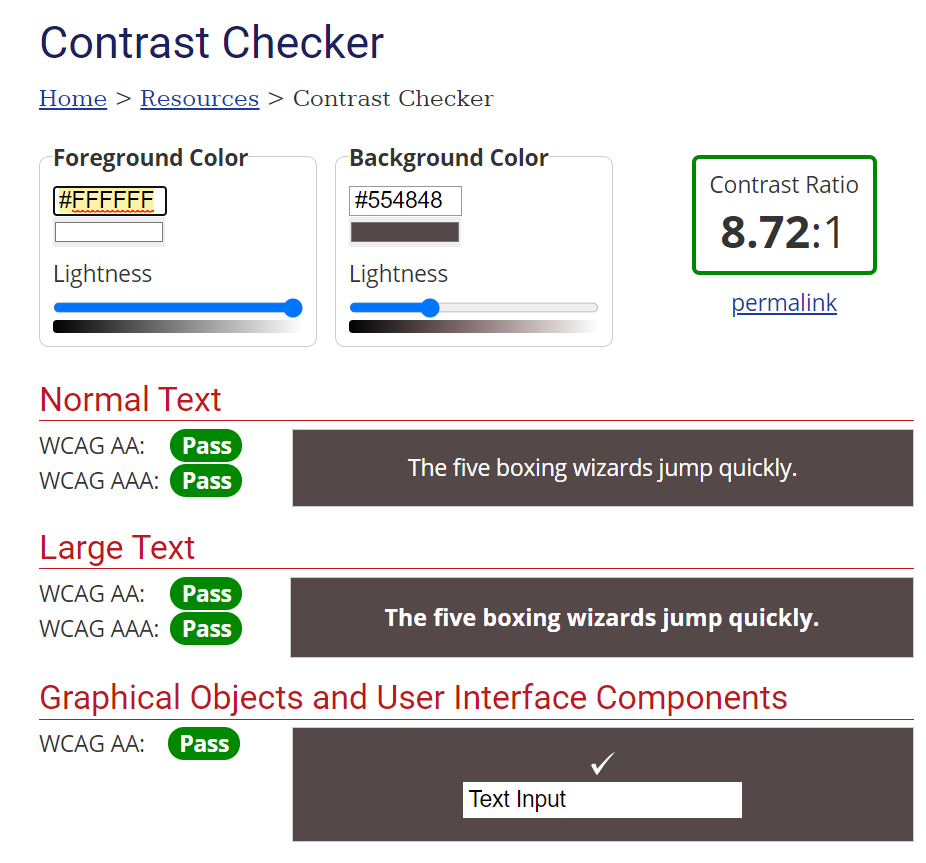 Contrast Checker
Home > Resources > Contrast Checker
Foreground Color
#FFFFFF
Lightness
Background Color
#554848
Lightness
Contrast Ratio
8.72:1
permalink
Normal Text
WCAG AA: Pass
WCAG AAA: Pass
The five boxing wizards jump quickly.
Large Text
WCAG AA: Pass
WCAG AAA: Pass
The five boxing wizards jump quickly.
Graphical Objects and User Interface Components
WCAG AA: Pass
✓
Text Input